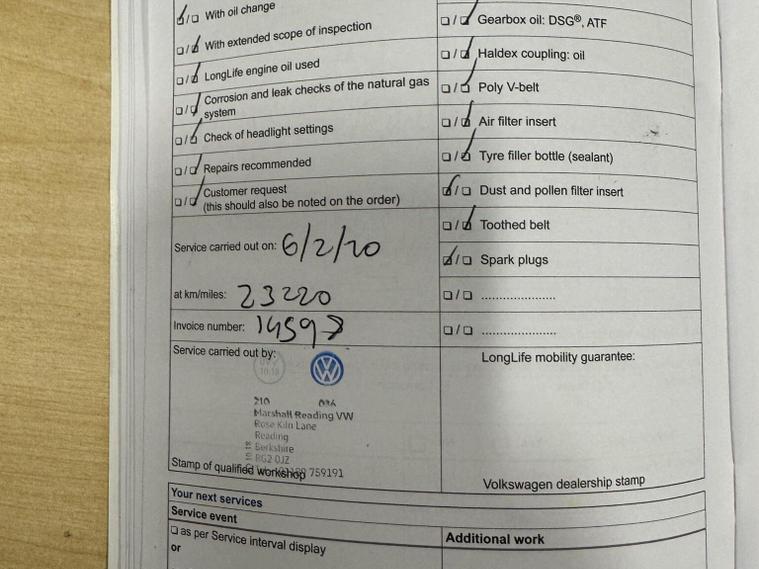 ☑/☐ With oil change
☐/☑ With extended scope of inspection
☐/☑ LongLife engine oil used
☐/☑ Corrosion and leak checks of the natural gas
system
☐/☑ Check of headlight settings
☐/☑ Repairs recommended
☐/☑ Customer request
(this should also be noted on the order)
Service carried out on: 6/2/20
at km/miles: 23220
Invoice number: 14598
Service carried out by:
VW
Marshall Reading VW
Rose Kiln Lane
Reading
Berkshire
RG2 0JZ
759191
Stamp of qualified workshop
☐/☑ Gearbox oil: DSG®, ATF
☐/☑ Haldex coupling: oil
☐/☑ Poly V-belt
☐/☑ Air filter insert
☐/☑ Tyre filler bottle (sealant)
☑/☐ Dust and pollen filter insert
☐/☑ Toothed belt
☑/☐ Spark plugs
☐/☐ ......................
☐/☐ ......................
LongLife mobility guarantee:
Volkswagen dealership stamp
Your next services
Service event
☐ as per Service interval display
or
Additional work